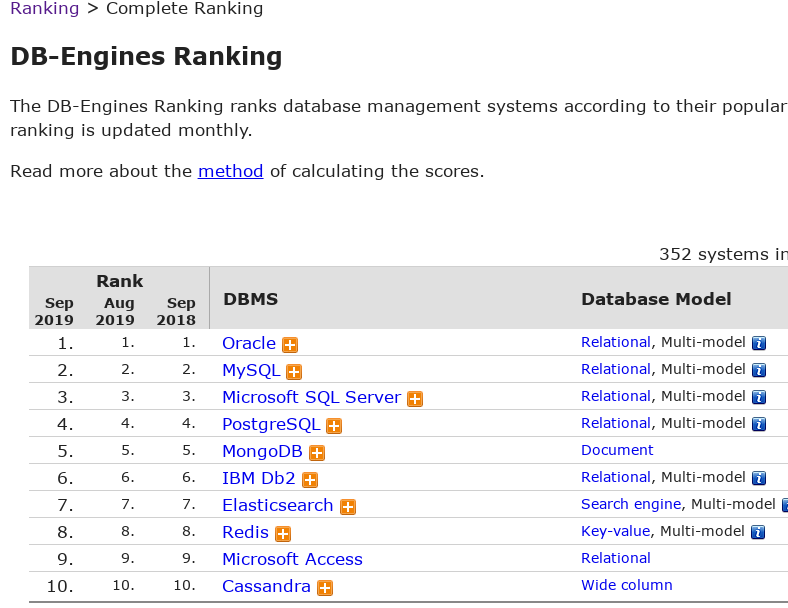 Ranking > Complete Ranking
DB-Engines Ranking
The DB-Engines Ranking ranks database management systems according to their popular
ranking is updated monthly.
Read more about the method of calculating the scores.
352 systems in
Rank
Sep 2019 Aug 2019 Sep 2018 DBMS Database Model
1. 1. 1. Oracle Relational, Multi-model
2. 2. 2. MySQL Relational, Multi-model
3. 3. 3. Microsoft SQL Server Relational, Multi-model
4. 4. 4. PostgreSQL Relational, Multi-model
5. 5. 5. MongoDB Document
6. 6. 6. IBM Db2 Relational, Multi-model
7. 7. 7. Elasticsearch Search engine, Multi-model
8. 8. 8. Redis Key-value, Multi-model
9. 9. 9. Microsoft Access Relational
10. 10. 10. Cassandra Wide column